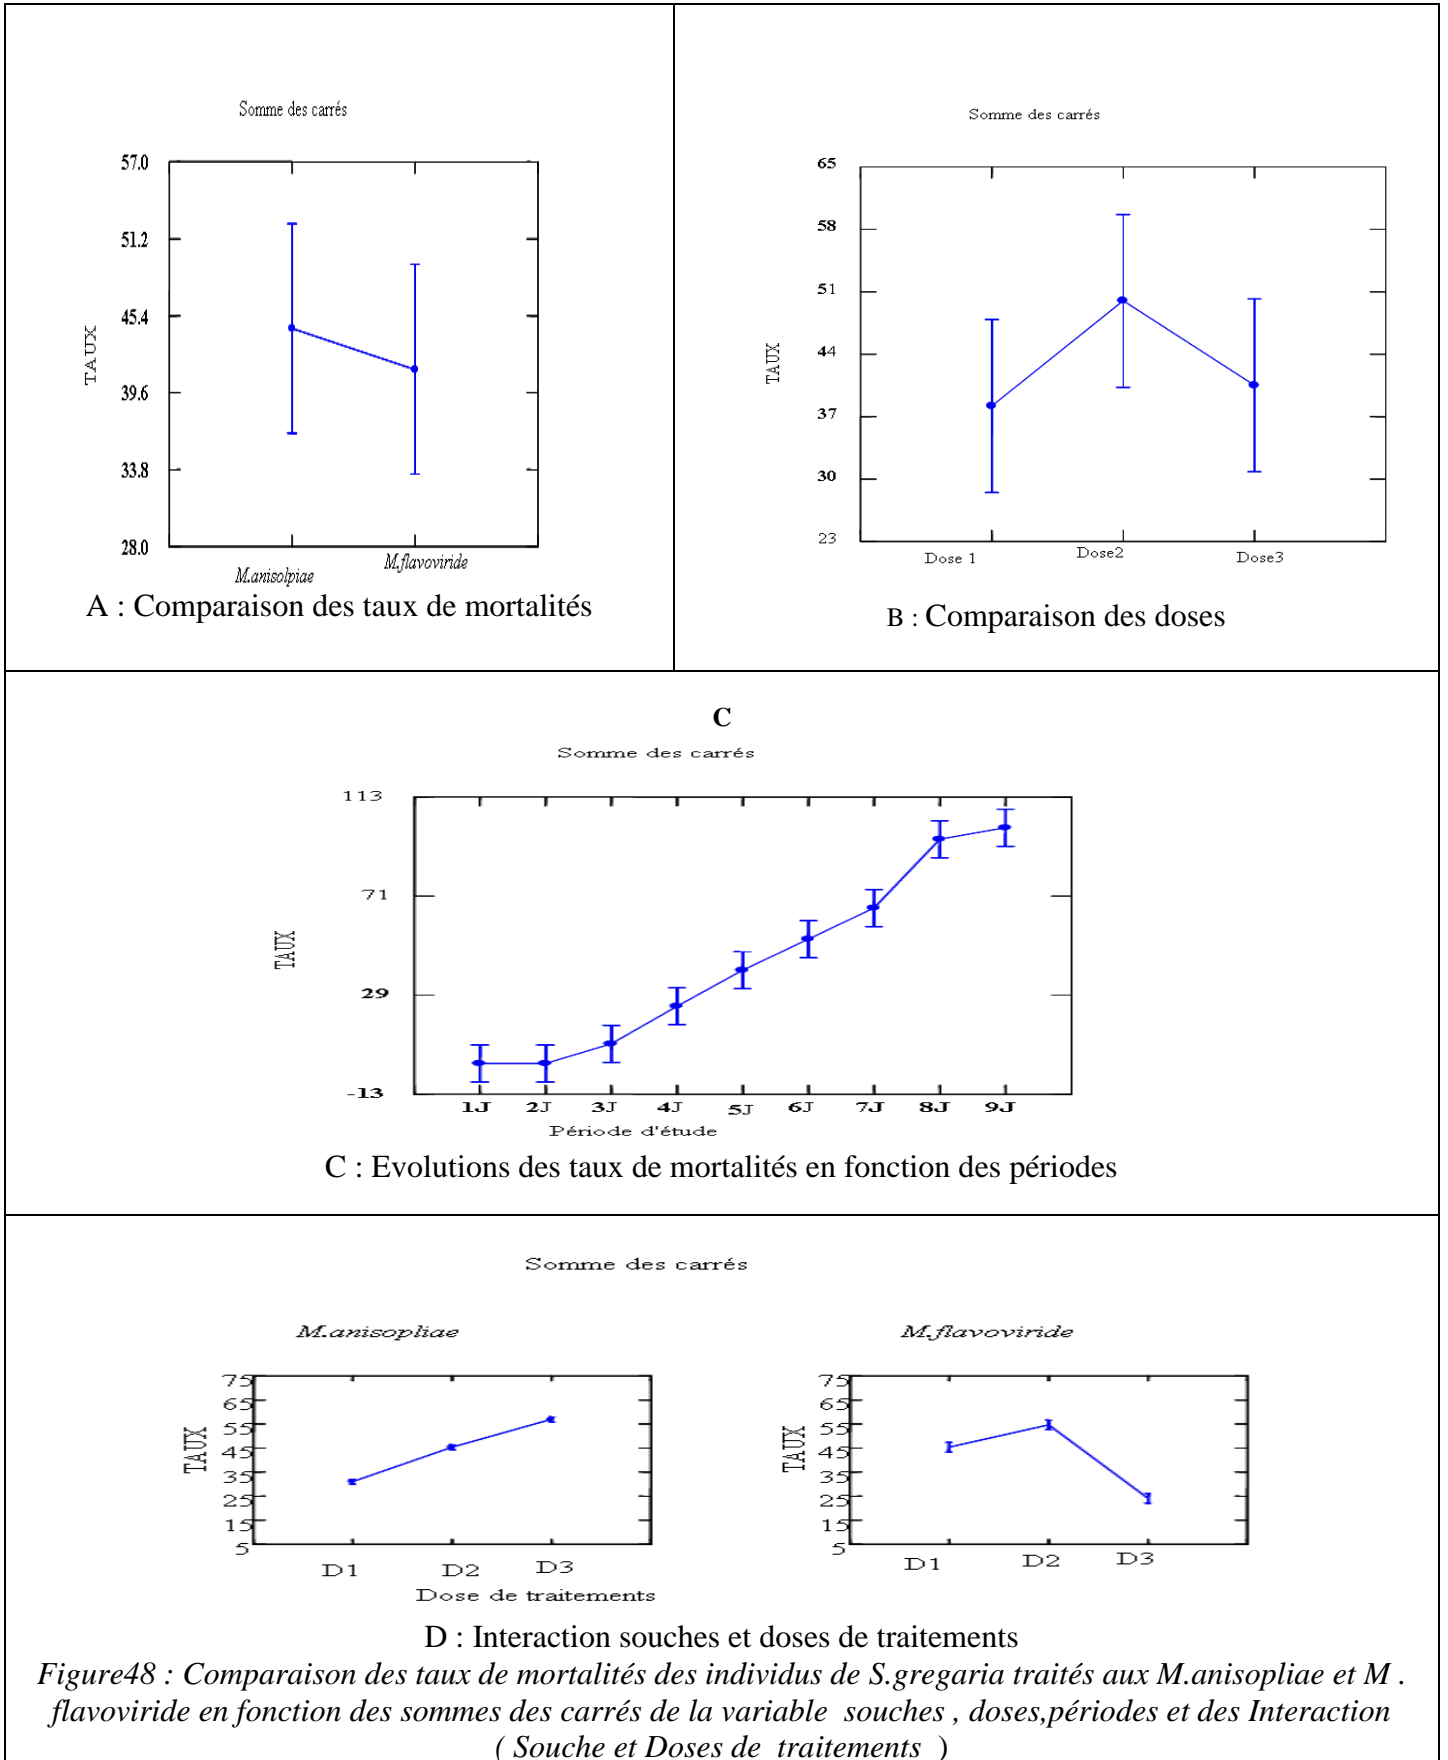 Somme des carrés
57.0
51.2
45.4
39.6
33.8
28.0
TAUX
M.anisolpiae
M.flavoviride
A : Comparaison des taux de mortalités
Somme des carrés
65
58
51
44
37
30
23
TAUX
Dose 1
Dose2
Dose3
B : Comparaison des doses
C
Somme des carrés
113
71
29
-13
TAUX
1J 2J 3J 4J 5J 6J 7J 8J 9J
Période d'étude
C : Evolutions des taux de mortalités en fonction des périodes
Somme des carrés
M.anisopliae
75
65
55
45
35
25
15
5
TAUX
D1 D2 D3
Dose de traitements
M.flavoviride
75
65
55
45
35
25
15
5
TAUX
D1 D2 D3
D : Interaction souches et doses de traitements
Figure48 : Comparaison des taux de mortalités des individus de S.gregaria traités aux M.anisopliae et M .
flavoviride en fonction des sommes des carrés de la variable souches , doses,périodes et des Interaction
( Souche et Doses de traitements )